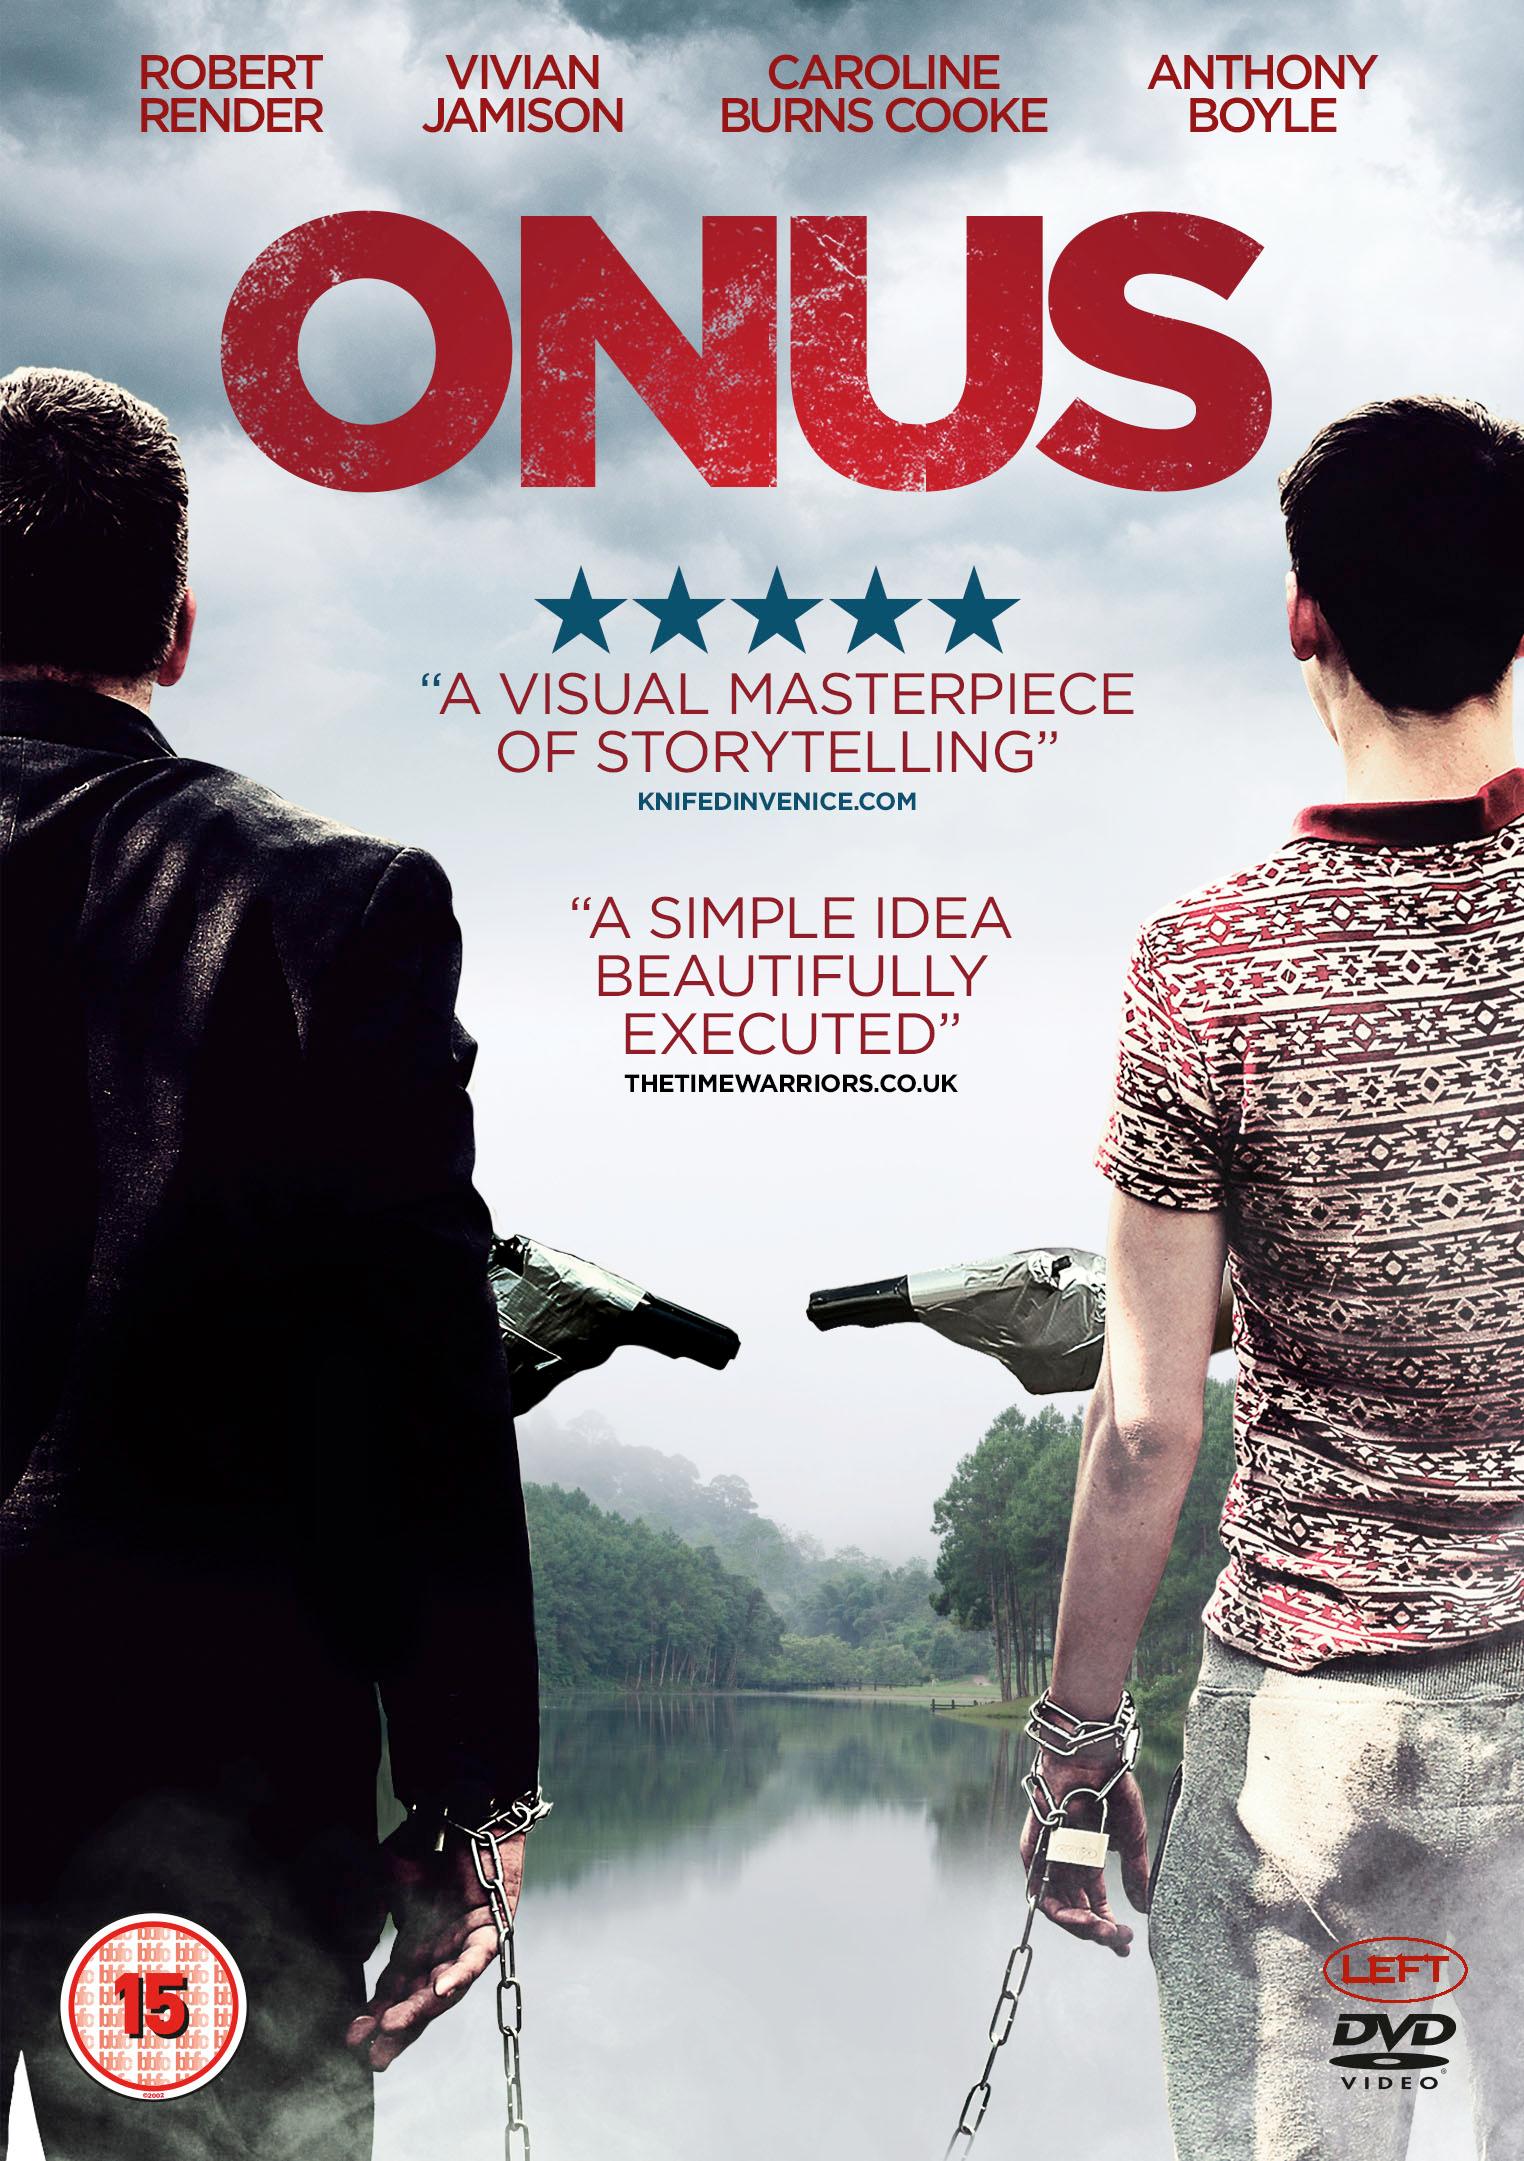 ROBERT RENDER
VIVIAN JAMISON
CAROLINE BURNS COOKE
ANTHONY BOYLE
ONUS
“A VISUAL MASTERPIECE
OF STORYTELLING”
KNIFEDINVENICE.COM
“A SIMPLE IDEA
BEAUTIFULLY
EXECUTED”
THETIMEWARRIORS.CO.UK
15
©2002
LEFT
DVD
VIDEO